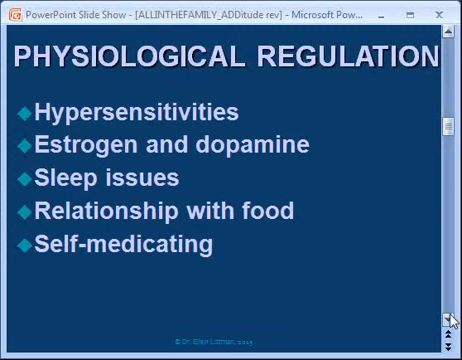 PowerPoint Slide Show - [ALLINTHEFAMILY_ADDitude rev] - Microsoft Pow...
PHYSIOLOGICAL REGULATION
Hypersensitivities
Estrogen and dopamine
Sleep issues
Relationship with food
Self-medicating
© Dr. Ellen Littman, 2015